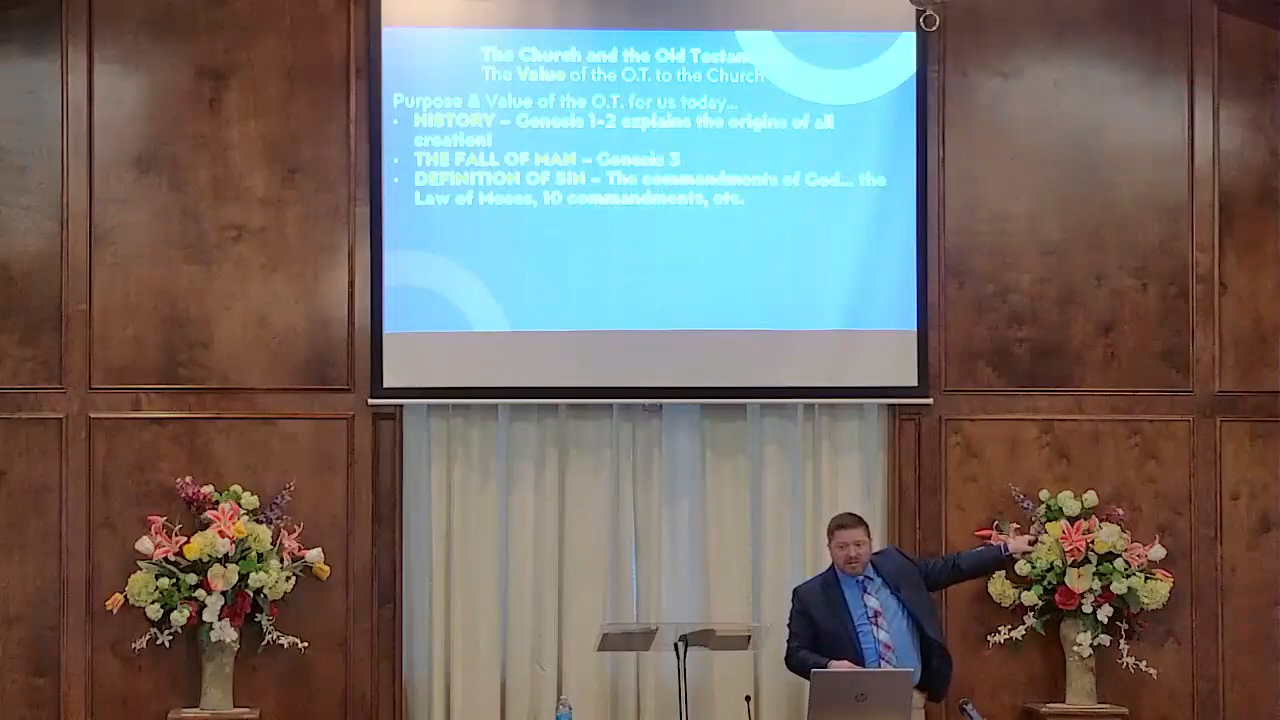 The Church and the Old Testam
The Value of the O.T. to the Church
Purpose & Value of the O.T. for us today...
• HISTORY – Genesis 1-2 explains the origins of all
creation!
• THE FALL OF MAN – Genesis 3
• DEFINITION OF SIN – The commandments of God... the
Law of Moses, 10 commandments, etc.
hp